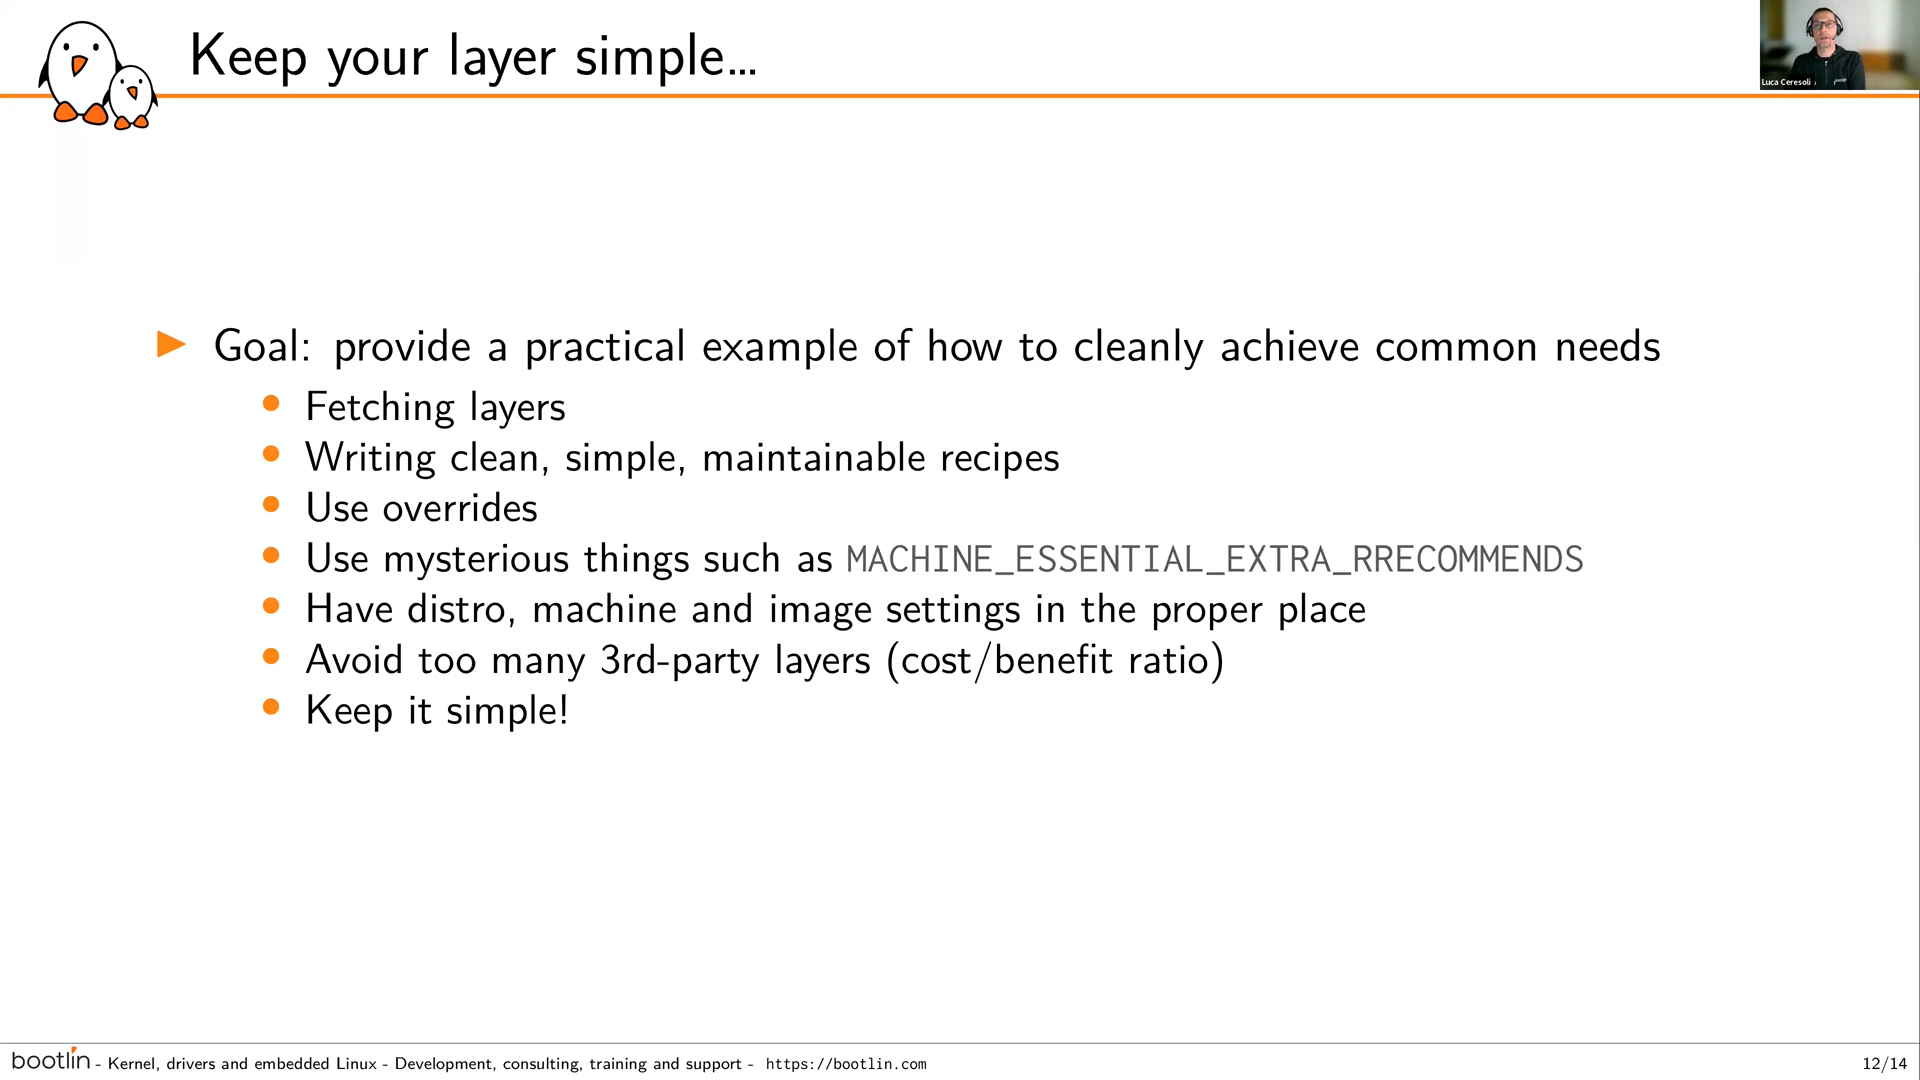 Keep your layer simple…
Luca Ceresoli
Goal: provide a practical example of how to cleanly achieve common needs
Fetching layers
Writing clean, simple, maintainable recipes
Use overrides
Use mysterious things such as MACHINE_ESSENTIAL_EXTRA_RRECOMMENDS
Have distro, machine and image settings in the proper place
Avoid too many 3rd-party layers (cost/benefit ratio)
Keep it simple!
bootlin - Kernel, drivers and embedded Linux - Development, consulting, training and support - https://bootlin.com
12/14